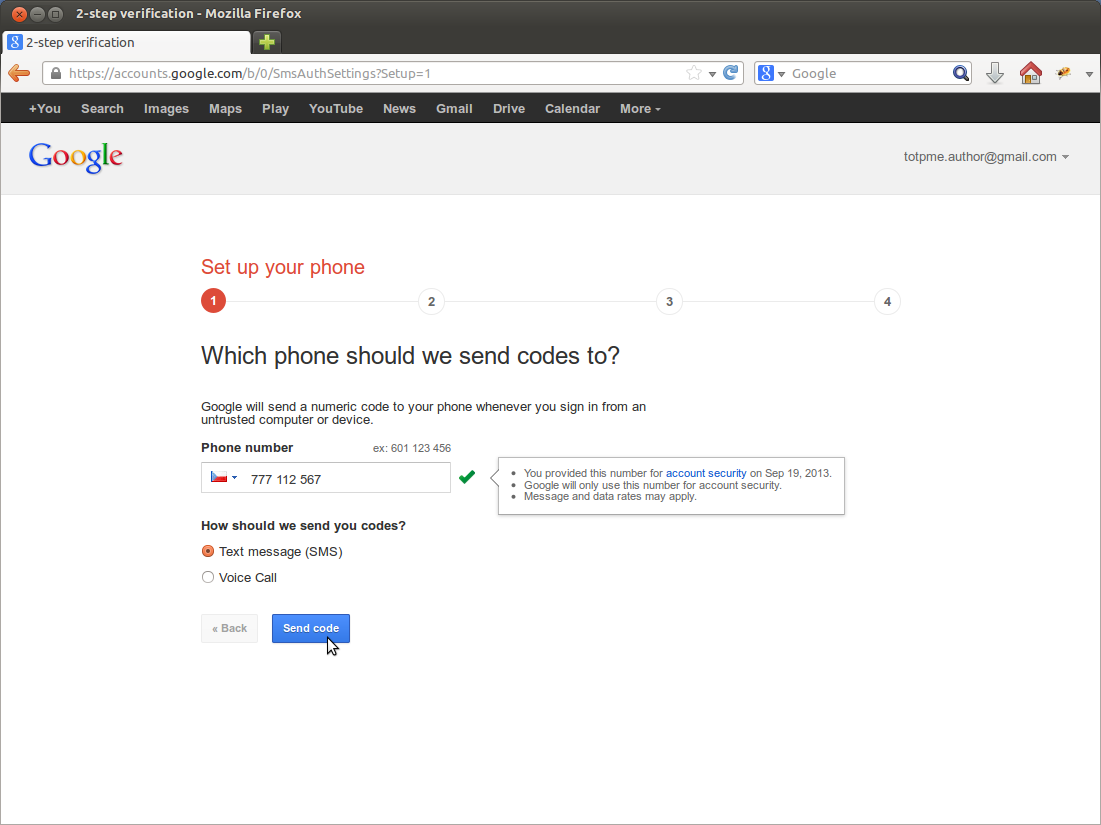 2-step verification - Mozilla Firefox
2-step verification
https://accounts.google.com/b/0/SmsAuthSettings?Setup=1
Google
+You Search Images Maps Play YouTube News Gmail Drive Calendar More
Google
totpme.author@gmail.com
Set up your phone
1 2 3 4
Which phone should we send codes to?
Google will send a numeric code to your phone whenever you sign in from an
untrusted computer or device.
Phone number ex: 601 123 456
777 112 567
You provided this number for account security on Sep 19, 2013.
Google will only use this number for account security.
Message and data rates may apply.
How should we send you codes?
Text message (SMS)
Voice Call
« Back Send code